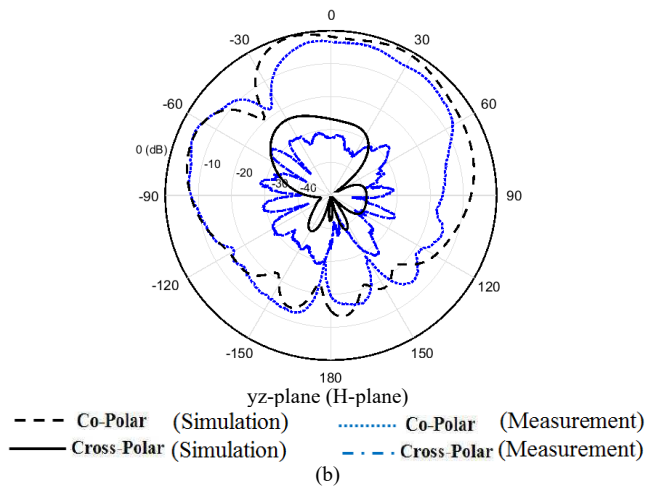 0
-30 30
-60 60
0 (dB)
-10
-20
-30
-40
-90 90
-120 120
-150 150
180
yz-plane (H-plane)
Co-Polar (Simulation) Co-Polar (Measurement)
Cross-Polar (Simulation) Cross-Polar (Measurement)
(b)